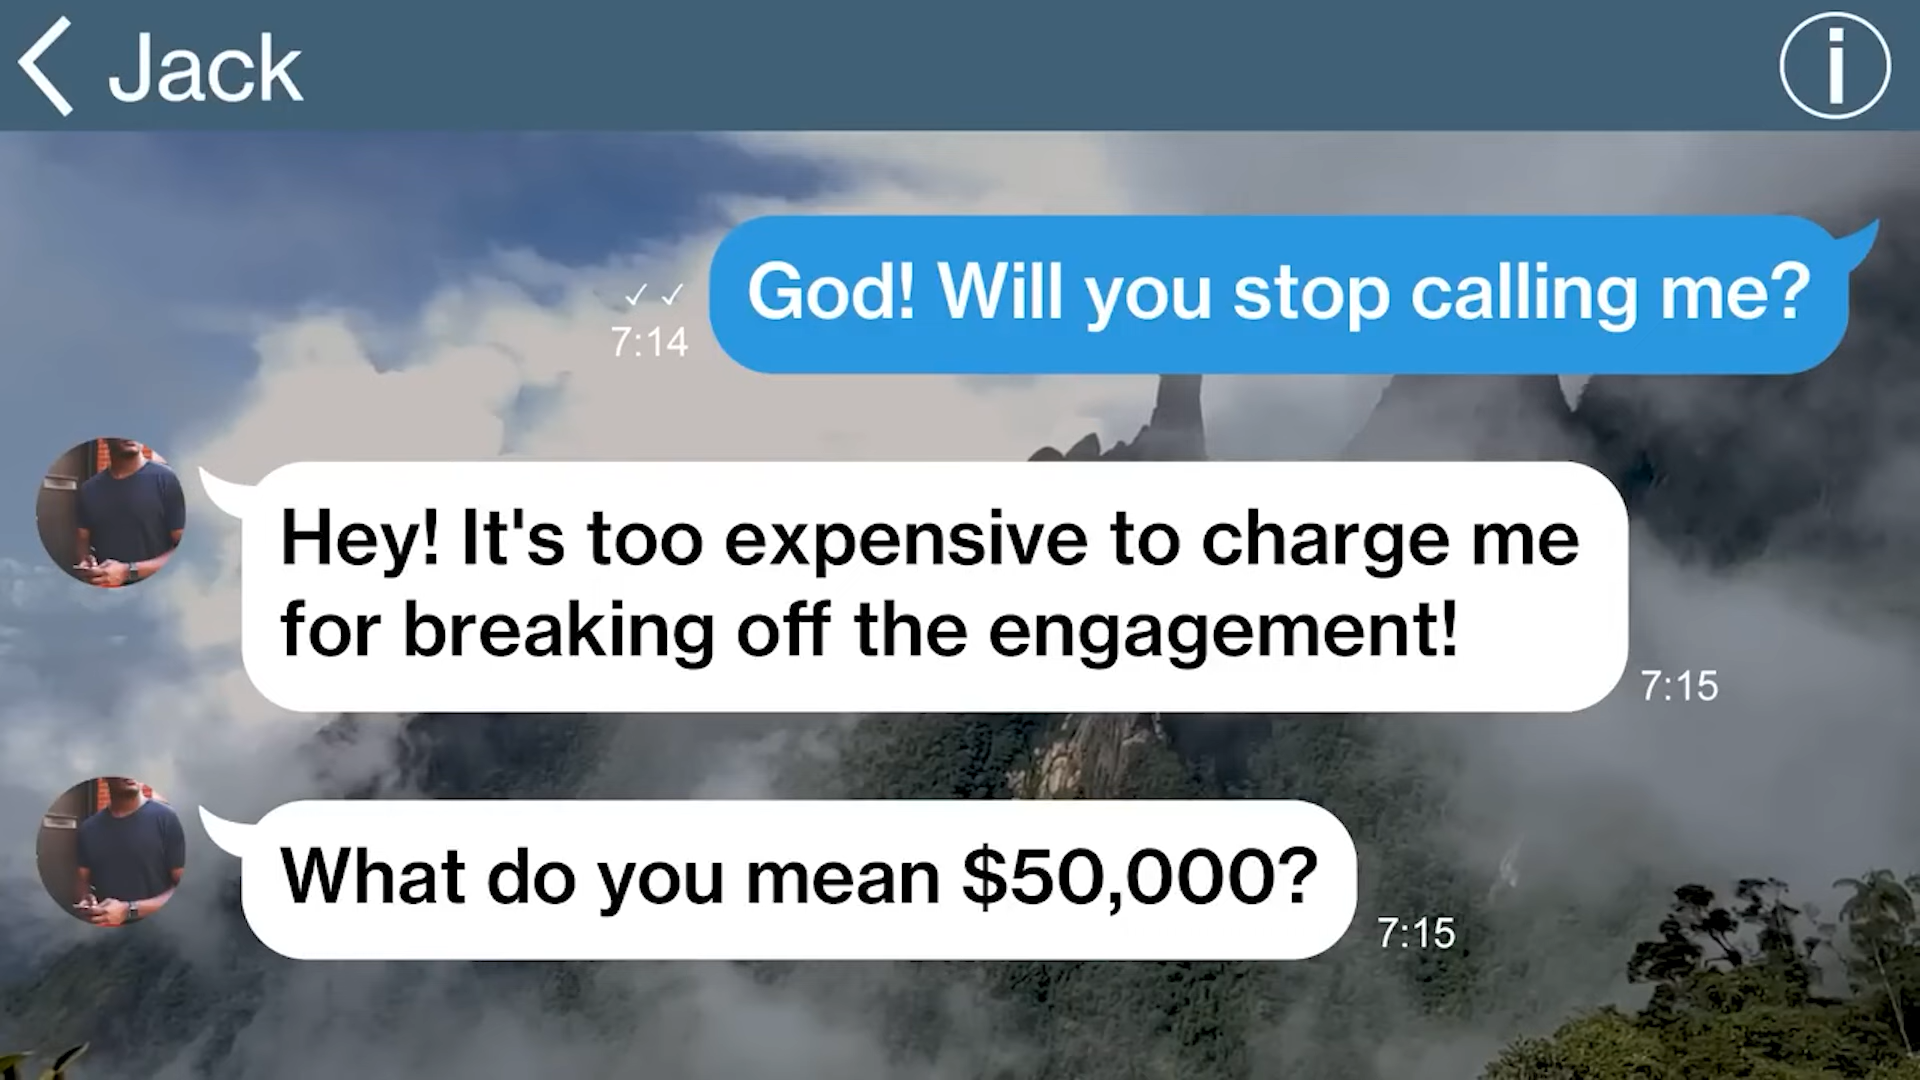 Jack
God! Will you stop calling me?
✓✓
7:14
Hey! It's too expensive to charge me
for breaking off the engagement!
7:15
What do you mean $50,000?
7:15